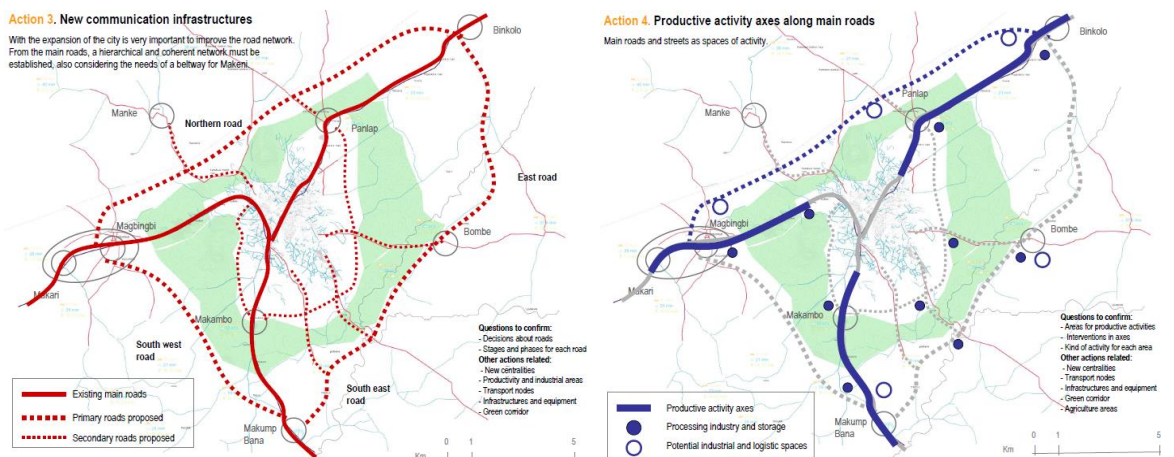 Action 3. New communication infrastructures
With the expansion of the city is very important to improve the road network.
From the main roads, a hierarchical and coherent network must be
established, also considering the needs of a beltway for Makeni.
Binkolo
Manke
Northern road
Panlap
East road
Magbingbi
Bombe
Makari
Makambo
South west
road
South east
road
Makump
Bana
Questions to confirm:
- Decisions about roads
- Stages and phases for each road
Other actions related:
- New centralities
- Productivity and industrial areas
- Transport nodes
- Infrastructures and equipment
- Green corridor
Existing main roads
Primary roads proposed
Secondary roads proposed
0 1 5
Km
Action 4. Productive activity axes along main roads
Main roads and streets as spaces of activity.
Binkolo
Manke
Panlap
Magbingbi
Bombe
Makari
Makambo
Makump
Bana
Questions to confirm:
- Areas for productive activities
- Interventions in axes
- Kind of activity for each area
Other actions related:
- New centralities
- Transport nodes
- Infrastructures and equipment
- Green corridor
- Agriculture areas
Productive activity axes
Processing industry and storage
Potential industrial and logistic spaces
0 1 5
Km